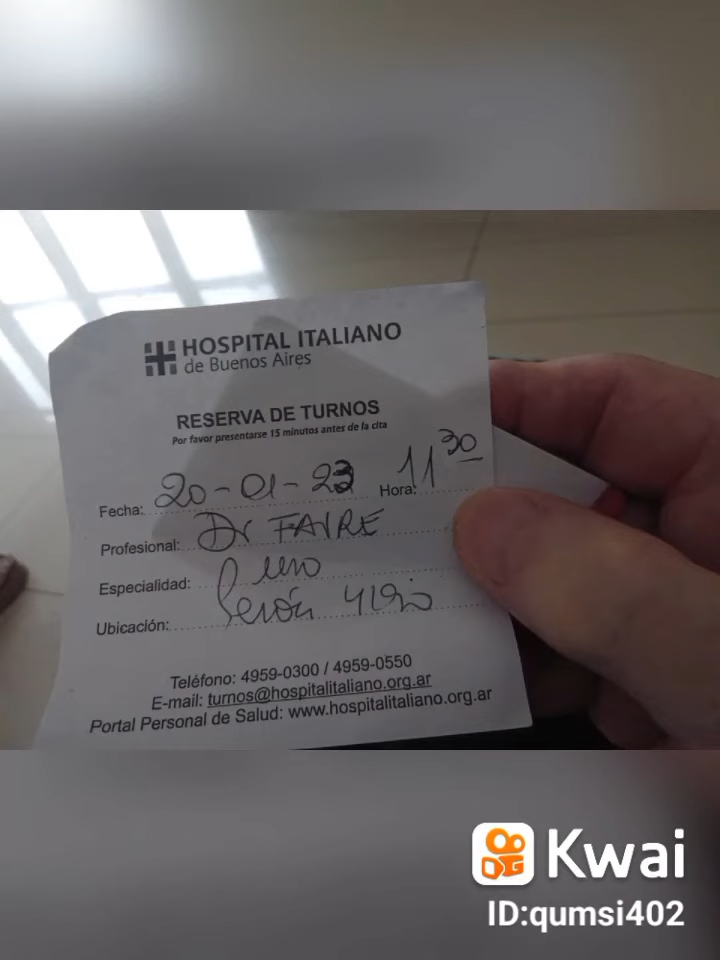 HOSPITAL ITALIANO
de Buenos Aires
RESERVA DE TURNOS
Por favor presentarse 15 minutos antes de la cita
Fecha: 20-01-23 Hora: 11 30
Profesional: Dr FAVRE
Especialidad:
Ubicación: Perón 4190
Teléfono: 4959-0300 / 4959-0550
E-mail: turnos@hospitalitaliano.org.ar
Portal Personal de Salud: www.hospitalitaliano.org.ar
Kwai
ID:qumsi402